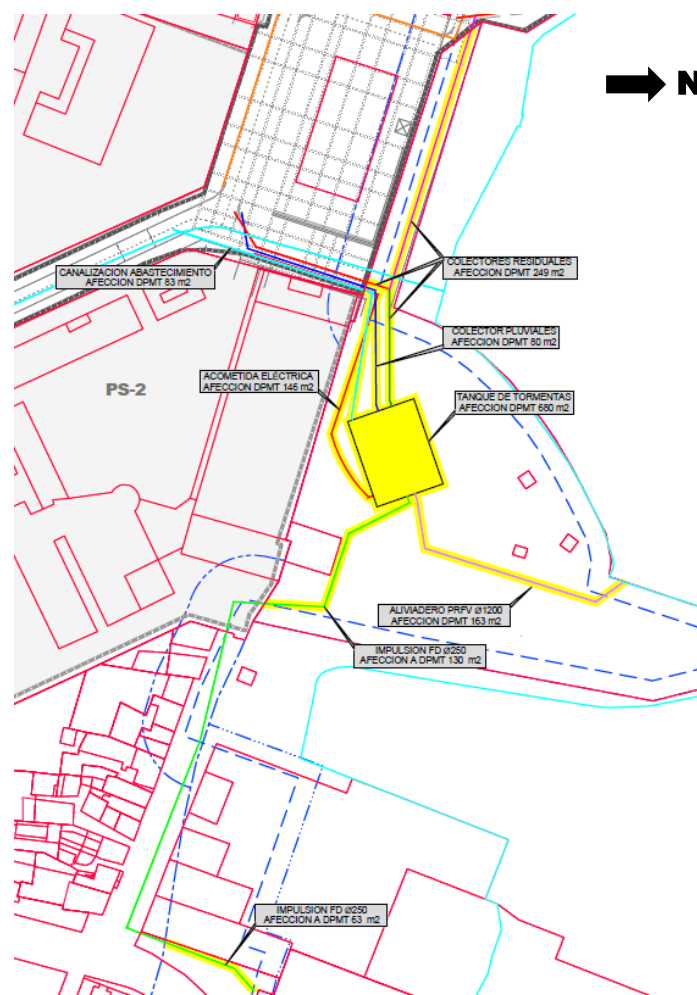 N
COLECTORES RESIDUALES
AFECCION DPMT 249 m2
CANALIZACION ABASTECIMIENTO
AFECCION DPMT 83 m2
COLECTOR PLUVIALES
AFECCION DPMT 80 m2
ACOMETIDA ELÉCTRICA
AFECCION DPMT 146 m2
PS-2
TANQUE DE TORMENTAS
AFECCION DPMT 680 m2
ALIVIADERO PRFV Ø1200
AFECCION DPMT 163 m2
IMPULSION FD Ø250
AFECCION A DPMT 130 m2
IMPULSION FD Ø250
AFECCION A DPMT 63 m2